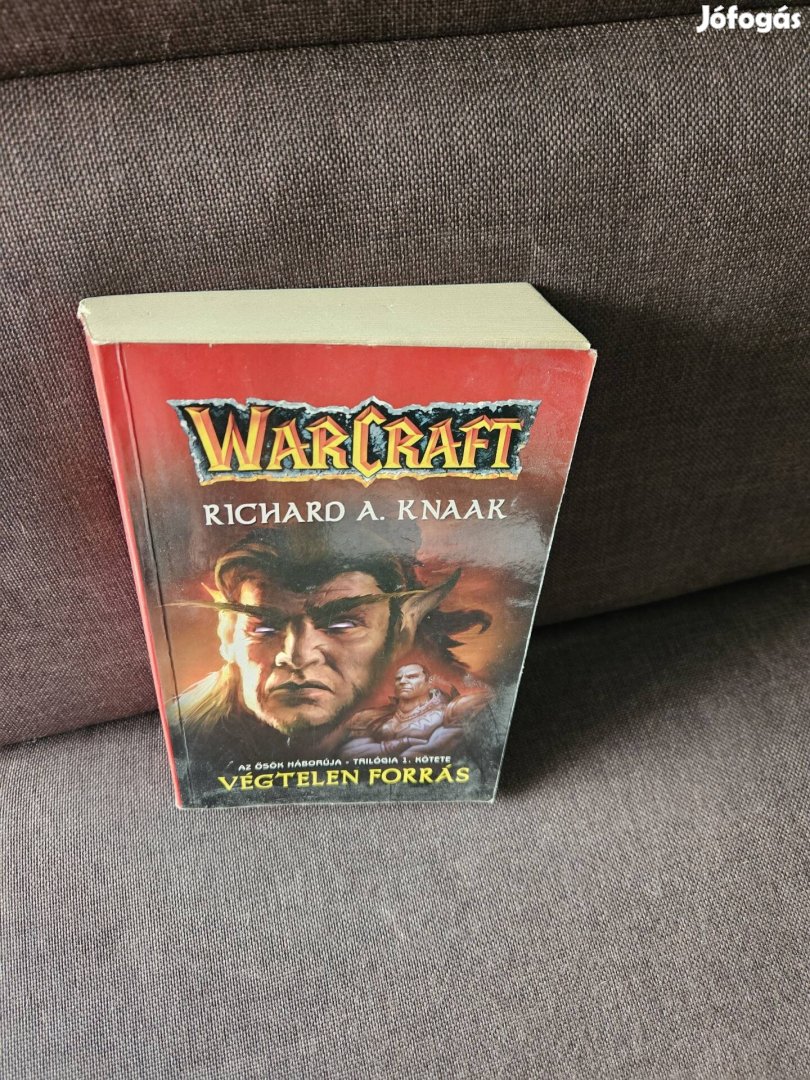 Jófogás
WARCRAFT
RICHARD A. KNAAK
AZ ŐSÖK HÁBORÚJA - TRILÓGIA 1. KÖTETE
VÉGTELEN FORRÁS